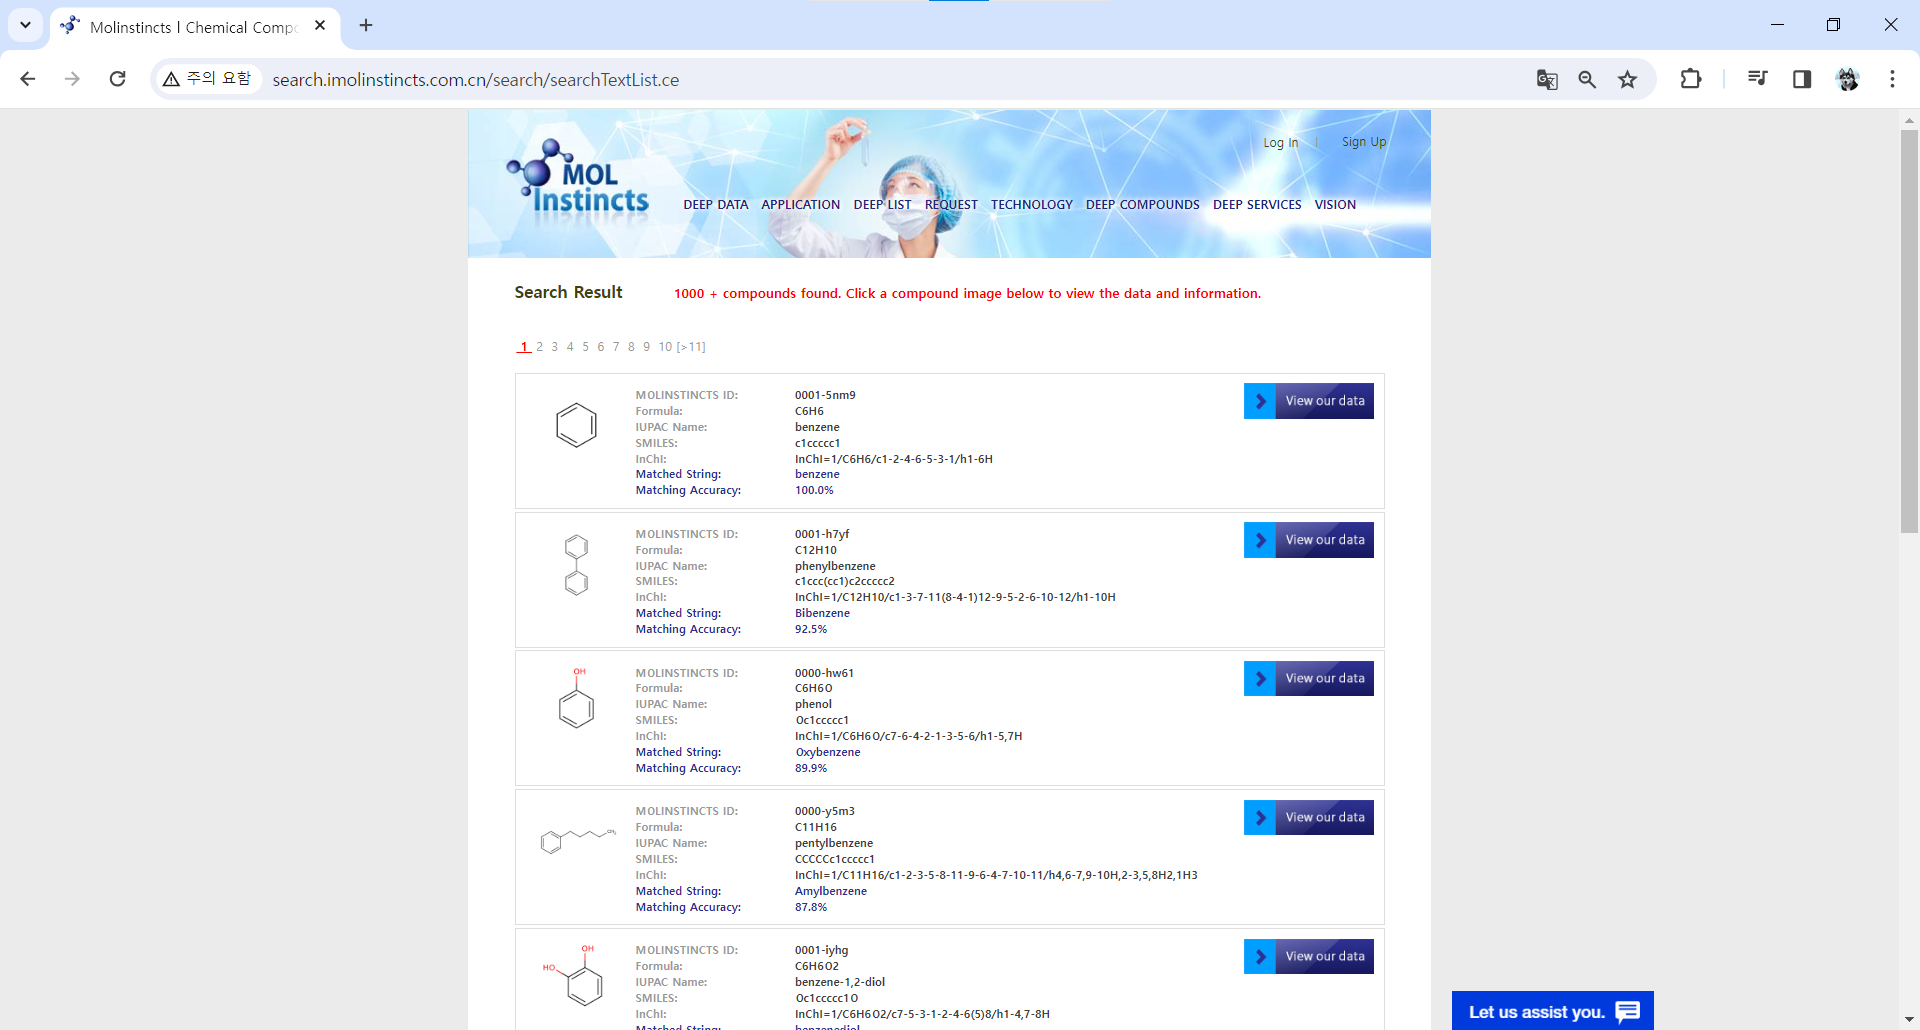 Molinstincts l Chemical Compo
주의 요함
search.imolinstincts.com.cn/search/searchTextList.ce
Log In | Sign Up
MOL
Instincts
DEEP DATA APPLICATION DEEP LIST REQUEST TECHNOLOGY DEEP COMPOUNDS DEEP SERVICES VISION
Search Result 1000 + compounds found. Click a compound image below to view the data and information.
1 2 3 4 5 6 7 8 9 10 [>11]
MOLINSTINCTS ID: 0001-5nm9
View our data
Formula: C6H6
IUPAC Name: benzene
SMILES: c1ccccc1
InChI: InChI=1/C6H6/c1-2-4-6-5-3-1/h1-6H
Matched String: benzene
Matching Accuracy: 100.0%
MOLINSTINCTS ID: 0001-h7yf
View our data
Formula: C12H10
IUPAC Name: phenylbenzene
SMILES: c1ccc(cc1)c2ccccc2
InChI: InChI=1/C12H10/c1-3-7-11(8-4-1)12-9-5-2-6-10-12/h1-10H
Matched String: Bibenzene
Matching Accuracy: 92.5%
OH
MOLINSTINCTS ID: 0000-hw61
View our data
Formula: C6H6O
IUPAC Name: phenol
SMILES: Oc1ccccc1
InChI: InChI=1/C6H6O/c7-6-4-2-1-3-5-6/h1-5,7H
Matched String: Oxybenzene
Matching Accuracy: 89.9%
MOLINSTINCTS ID: 0000-y5m3
View our data
Formula: C11H16
CH3
IUPAC Name: pentylbenzene
SMILES: CCCCCc1ccccc1
InChI: InChI=1/C11H16/c1-2-3-5-8-11-9-6-4-7-10-11/h4,6-7,9-10H,2-3,5,8H2,1H3
Matched String: Amylbenzene
Matching Accuracy: 87.8%
OH
HO
MOLINSTINCTS ID: 0001-iyhg
View our data
Formula: C6H6O2
IUPAC Name: benzene-1,2-diol
SMILES: Oc1ccccc1O
InChI: InChI=1/C6H6O2/c7-5-3-1-2-4-6(5)8/h1-4,7-8H
Matched String: benzenediol
Let us assist you.